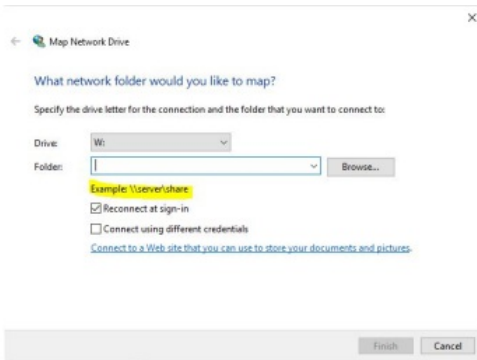 Map Network Drive
What network folder would you like to map?
Specify the drive letter for the connection and the folder that you want to connect to:
Drive: W:
Folder: Browse...
Example: \\server\share
Reconnect at sign-in
Connect using different credentials
Connect to a Web site that you can use to store your documents and pictures.
Finish Cancel